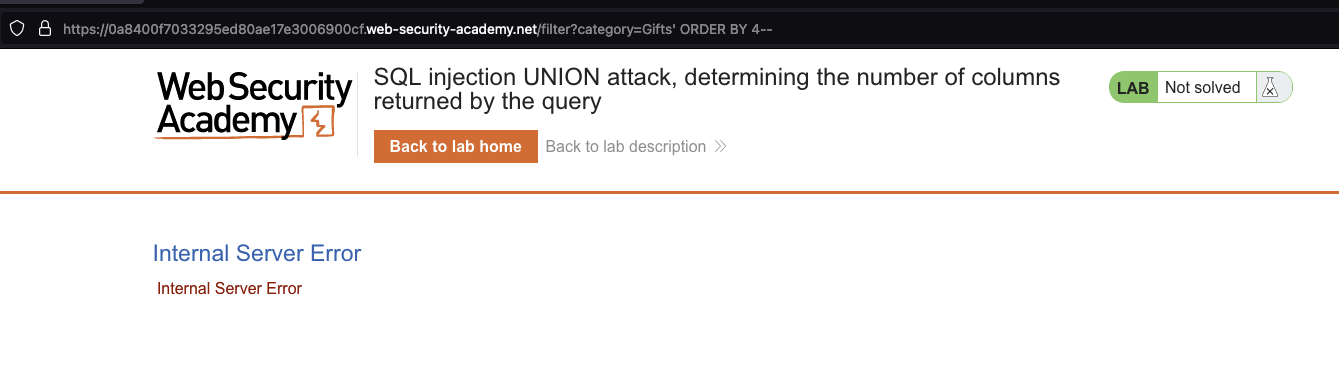 https://0a8400f7033295ed80ae17e3006900cf.web-security-academy.net/filter?category=Gifts' ORDER BY 4--
WebSecurity
Academy
SQL injection UNION attack, determining the number of columns
returned by the query
LAB Not solved
Back to lab home Back to lab description
Internal Server Error
Internal Server Error